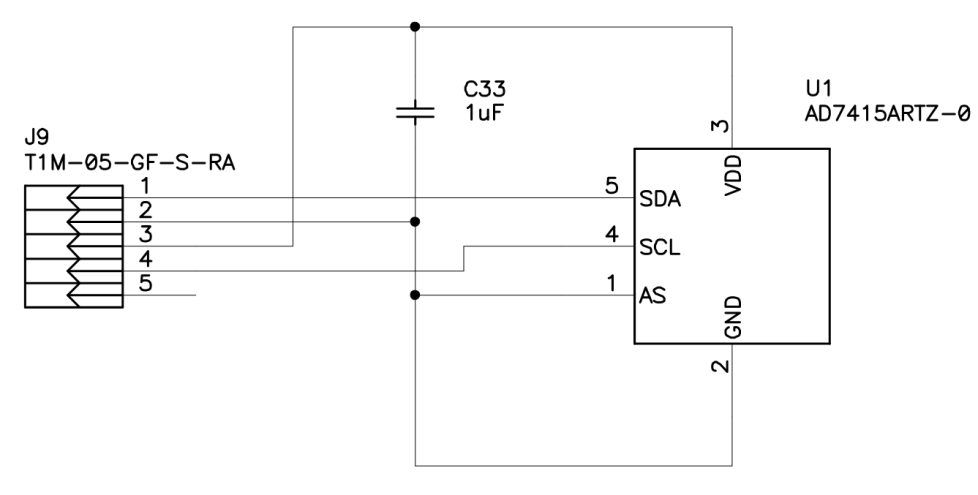 C33
1uF
U1
AD7415ARTZ-0
J9
T1M-05-GF-S-RA
3
VDD
1
5
SDA
2
3
4
SCL
4
5
1
AS
GND
2